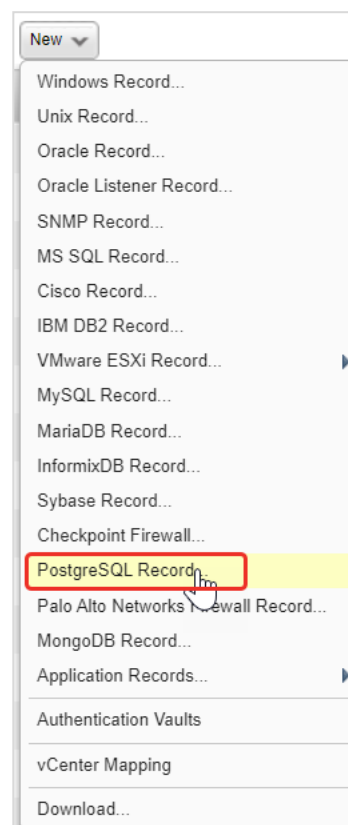 New
Windows Record...
Unix Record...
Oracle Record...
Oracle Listener Record...
SNMP Record...
MS SQL Record...
Cisco Record...
IBM DB2 Record...
VMware ESXi Record...
MySQL Record...
MariaDB Record...
InformixDB Record...
Sybase Record...
Checkpoint Firewall...
PostgreSQL Record...
Palo Alto Networks Firewall Record...
MongoDB Record...
Application Records...
Authentication Vaults
vCenter Mapping
Download...